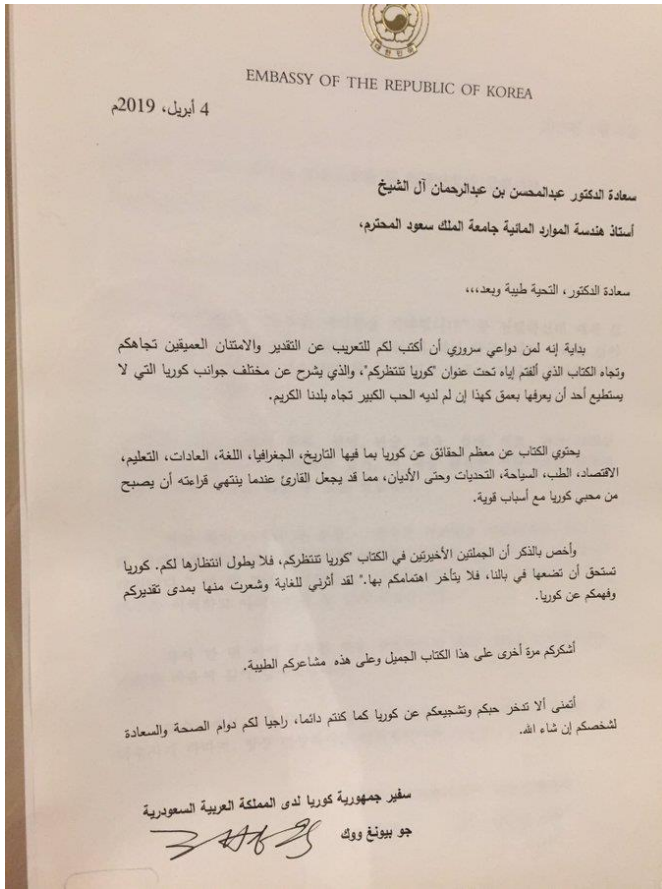 대한민국
EMBASSY OF THE REPUBLIC OF KOREA
4 أبريل، 2019م
سعادة الدكتور عبدالمحسن بن عبدالرحمان آل الشيخ
أستاذ هندسة الموارد المائية جامعة الملك سعود المحترم،
سعادة الدكتور، التحية طيبة وبعد،،،
بداية إنه لمن دواعي سروري أن أكتب لكم للتعريب عن التقدير والامتنان العميقين تجاهكم
وتجاه الكتاب الذي ألفتم إياه تحت عنوان "كوريا تنتظركم"، والذي يشرح عن مختلف جوانب كوريا التي لا
يستطيع أحد أن يعرفها بعمق كهذا إن لم لديه الحب الكبير تجاه بلدنا الكريم.
يحتوي الكتاب عن معظم الحقائق عن كوريا بما فيها التاريخ، الجغرافيا، اللغة، العادات، التعليم،
الاقتصاد، الطب، السياحة، التحديات وحتى الأديان، مما قد يجعل القارئ عندما ينتهي قراءته أن يصبح
من محبي كوريا مع أسباب قوية.
وأخص بالذكر أن الجملتين الأخيرتين في الكتاب "كوريا تنتظركم، فلا يطول انتظارها لكم. كوريا
تستحق أن تضعها في بالنا، فلا يتأخر اهتمامكم بها." لقد أثرني للغاية وشعرت منها بمدى تقديركم
وفهمكم عن كوريا.
أشكركم مرة أخرى على هذا الكتاب الجميل وعلى هذه مشاعركم الطيبة.
أتمنى ألا تدخر حبكم وتشجيعكم عن كوريا كما كنتم دائما، راجيا لكم دوام الصحة والسعادة
لشخصكم إن شاء الله.
سفير جمهورية كوريا لدى المملكة العربية السعودرية
جو بيونغ ووك